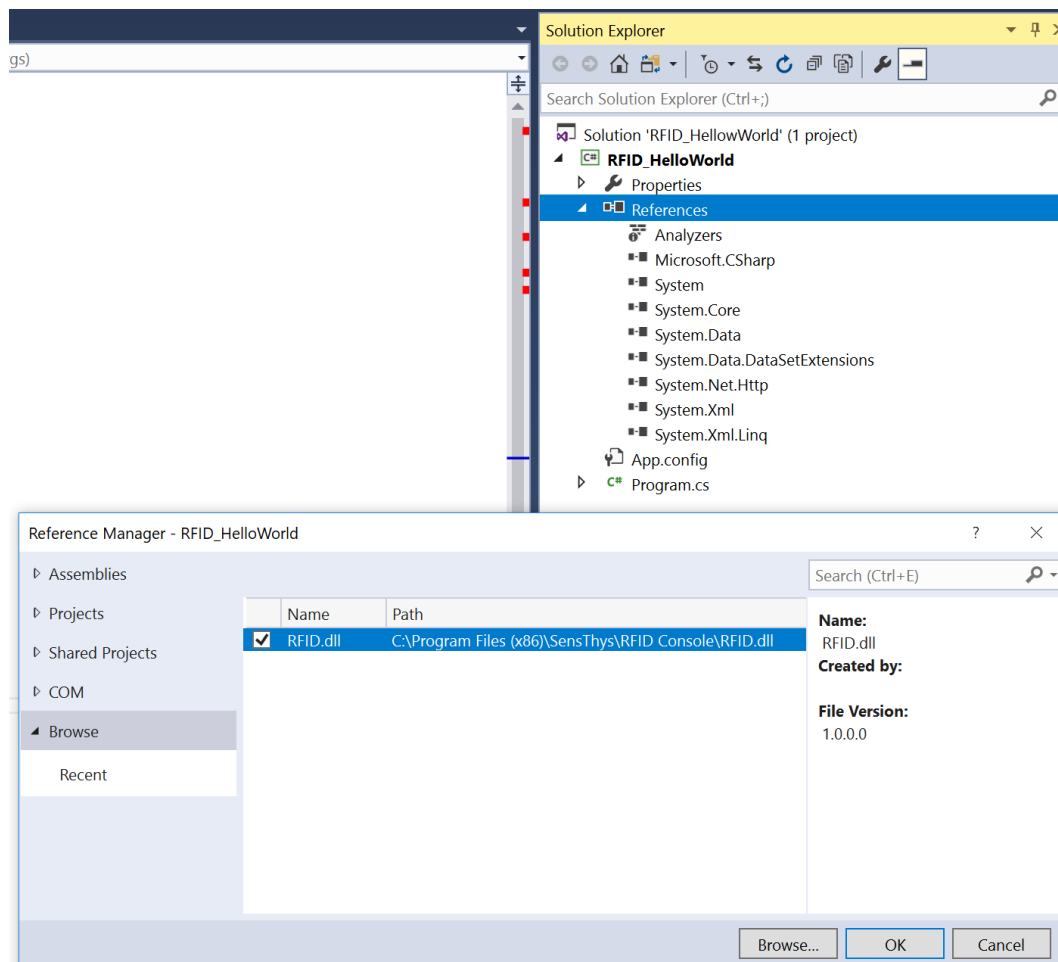 Solution Explorer
gs)
Search Solution Explorer (Ctrl+;)
Solution 'RFID_HellowWorld' (1 project)
C# RFID_HelloWorld
Properties
References
Analyzers
Microsoft.CSharp
System
System.Core
System.Data
System.Data.DataSetExtensions
System.Net.Http
System.Xml
System.Xml.Linq
App.config
C# Program.cs
Reference Manager - RFID_HelloWorld
?
Assemblies
Projects
Shared Projects
COM
Browse
Recent
Name Path
RFID.dll C:\Program Files (x86)\SensThys\RFID Console\RFID.dll
Search (Ctrl+E)
Name:
RFID.dll
Created by:
File Version:
1.0.0.0
Browse... OK Cancel